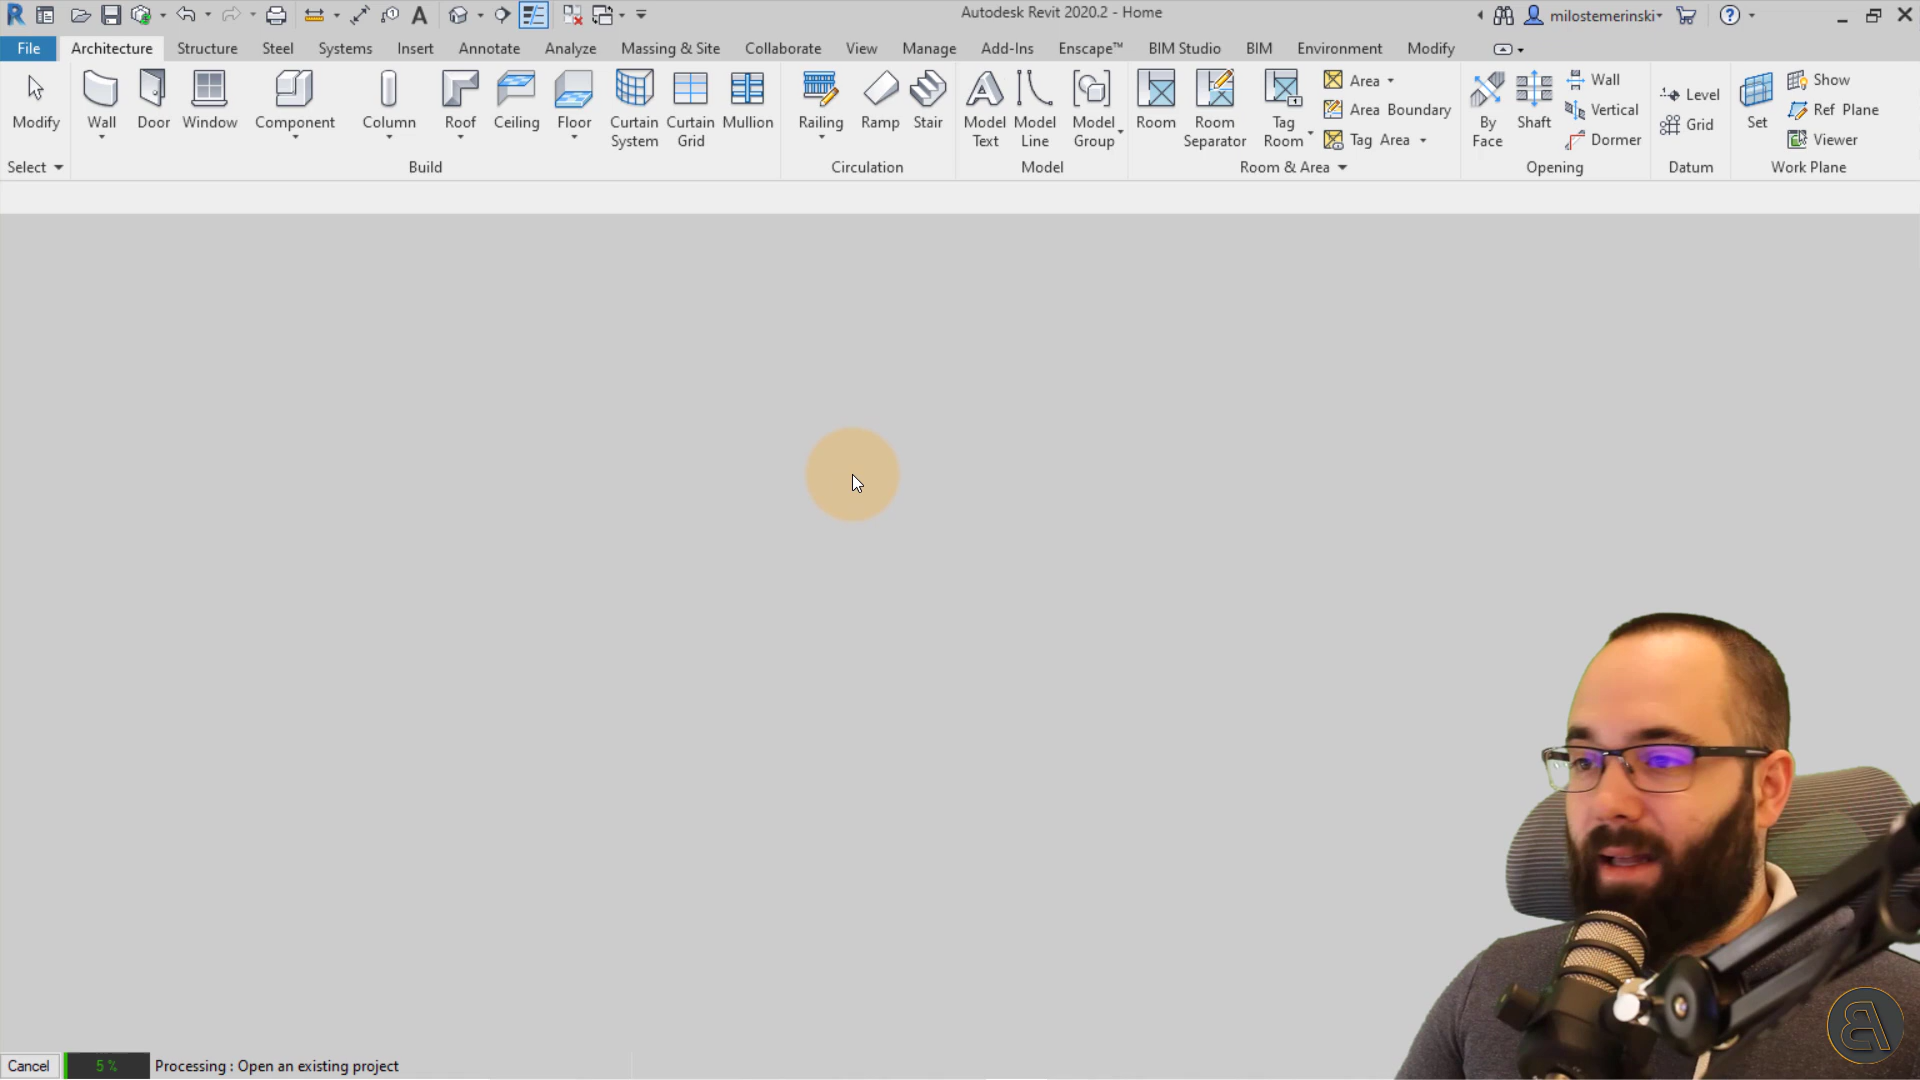 Autodesk Revit 2020.2 - Home
milostemerinski
File Architecture Structure Steel Systems Insert Annotate Analyze Massing & Site Collaborate View Manage Add-Ins Enscape™ BIM Studio BIM Environment Modify
Modify
Wall
Door
Window
Component
Column
Roof
Ceiling
Floor
Curtain
System
Curtain
Grid
Mullion
Railing
Ramp
Stair
Model
Text
Model
Line
Model
Group
Room
Room
Separator
Tag
Room
Area
Area Boundary
Tag Area
By
Face
Shaft
Wall
Vertical
Dormer
Level
Grid
Set
Show
Ref Plane
Viewer
Select
Build
Circulation
Model
Room & Area
Opening
Datum
Work Plane
Cancel
5 %
Processing : Open an existing project